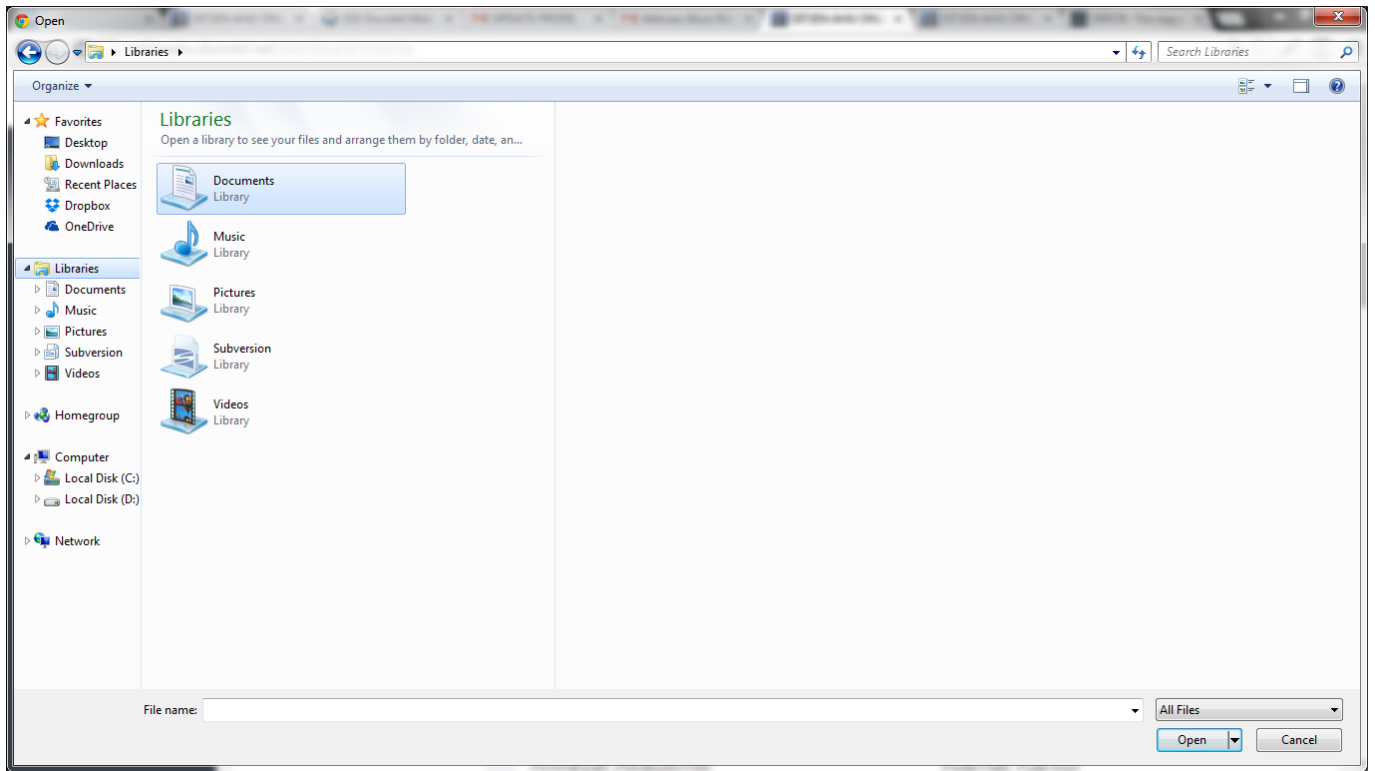 Open
Libraries
Search Libraries
Organize
Favorites
Desktop
Downloads
Recent Places
Dropbox
OneDrive
Libraries
Documents
Music
Pictures
Subversion
Videos
Homegroup
Computer
Local Disk (C:)
Local Disk (D:)
Network
Libraries
Open a library to see your files and arrange them by folder, date, an...
Documents
Library
Music
Library
Pictures
Library
Subversion
Library
Videos
Library
File name:
All Files
Open
Cancel